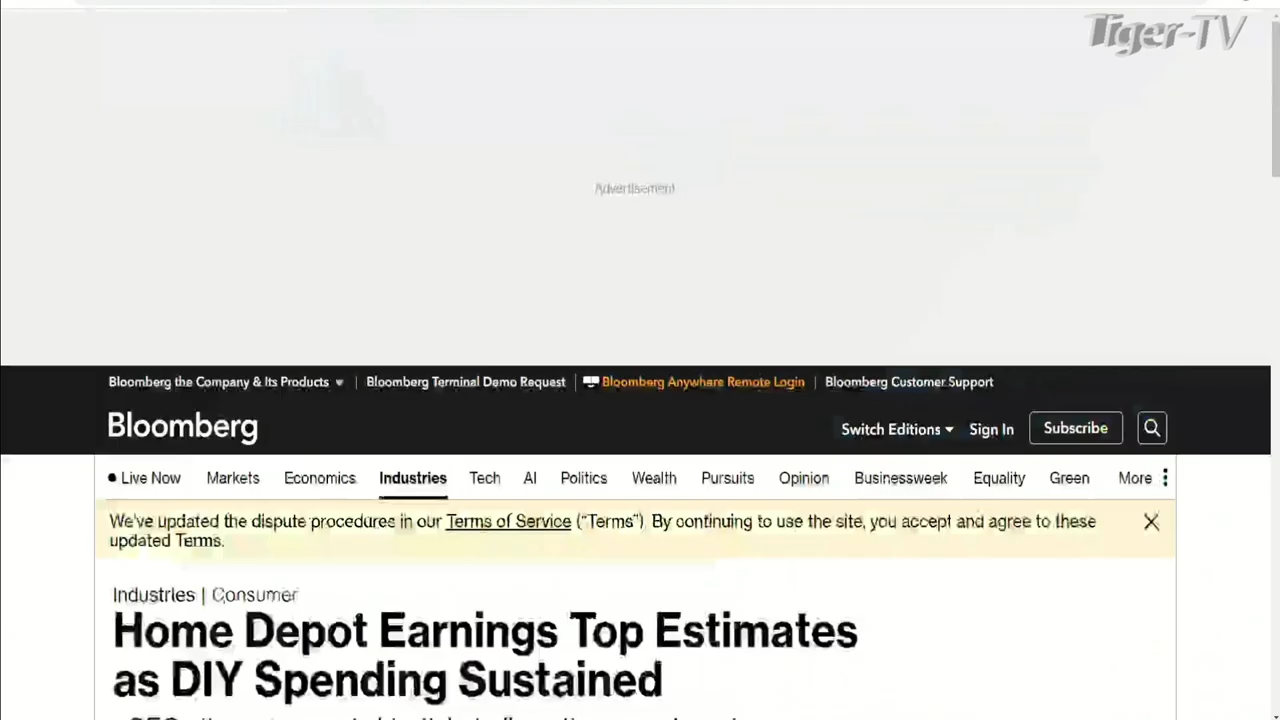 Tiger-TV
Advertisement
Bloomberg the Company & Its Products | Bloomberg Terminal Demo Request | Bloomberg Anywhere Remote Login | Bloomberg Customer Support
Bloomberg
Switch Editions Sign In Subscribe
Live Now Markets Economics Industries Tech AI Politics Wealth Pursuits Opinion Businessweek Equality Green More
We've updated the dispute procedures in our Terms of Service ("Terms"). By continuing to use the site, you accept and agree to these
updated Terms.
Industries | Consumer
Home Depot Earnings Top Estimates
as DIY Spending Sustained